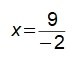 x = 9/-2